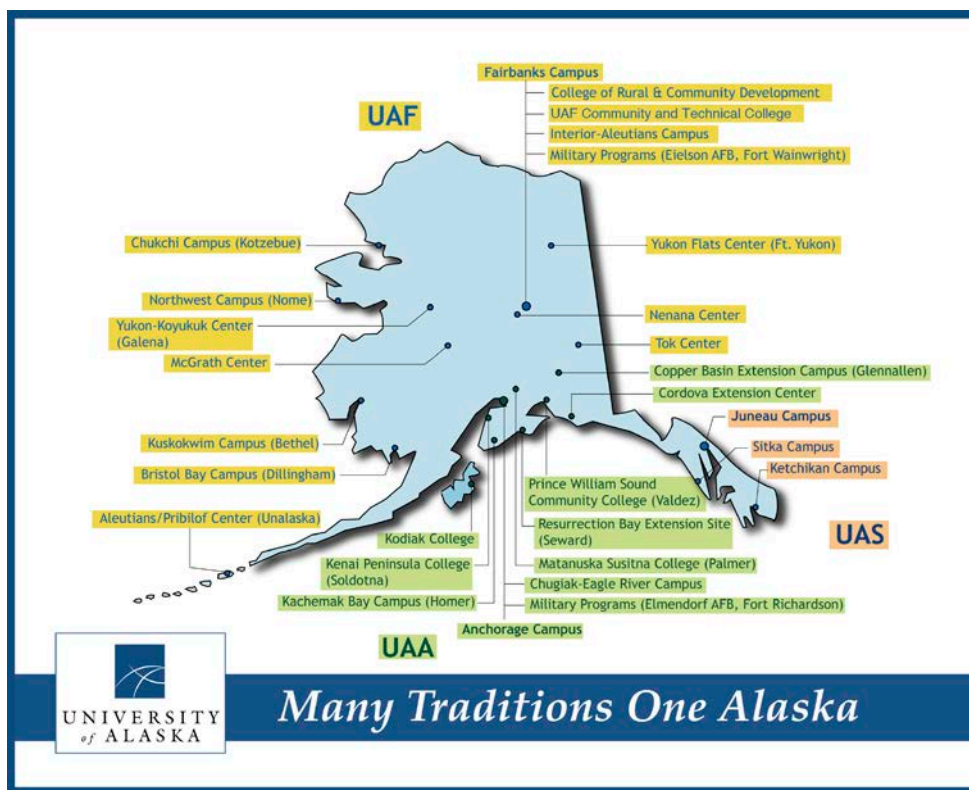 Fairbanks Campus
College of Rural & Community Development
UAF Community and Technical College
Interior-Aleutians Campus
Military Programs (Eielson AFB, Fort Wainwright)
UAF
Chukchi Campus (Kotzebue)
Yukon Flats Center (Ft. Yukon)
Northwest Campus (Nome)
Yukon-Koyukuk Center
(Galena)
McGrath Center
Nenana Center
Tok Center
Copper Basin Extension Campus (Glennallen)
Cordova Extension Center
Juneau Campus
Sitka Campus
Ketchikan Campus
Kuskokwim Campus (Bethel)
Bristol Bay Campus (Dillingham)
Aleutians/Pribilof Center (Unalaska)
Prince William Sound
Community College (Valdez)
Resurrection Bay Extension Site
(Seward)
UAS
Kodiak College
Kenai Peninsula College
(Soldotna)
Matanuska Susitna College (Palmer)
Chugiak-Eagle River Campus
Kachemak Bay Campus (Homer)
Military Programs (Elmendorf AFB, Fort Richardson)
Anchorage Campus
UAA
UNIVERSITY
of ALASKA
Many Traditions One Alaska